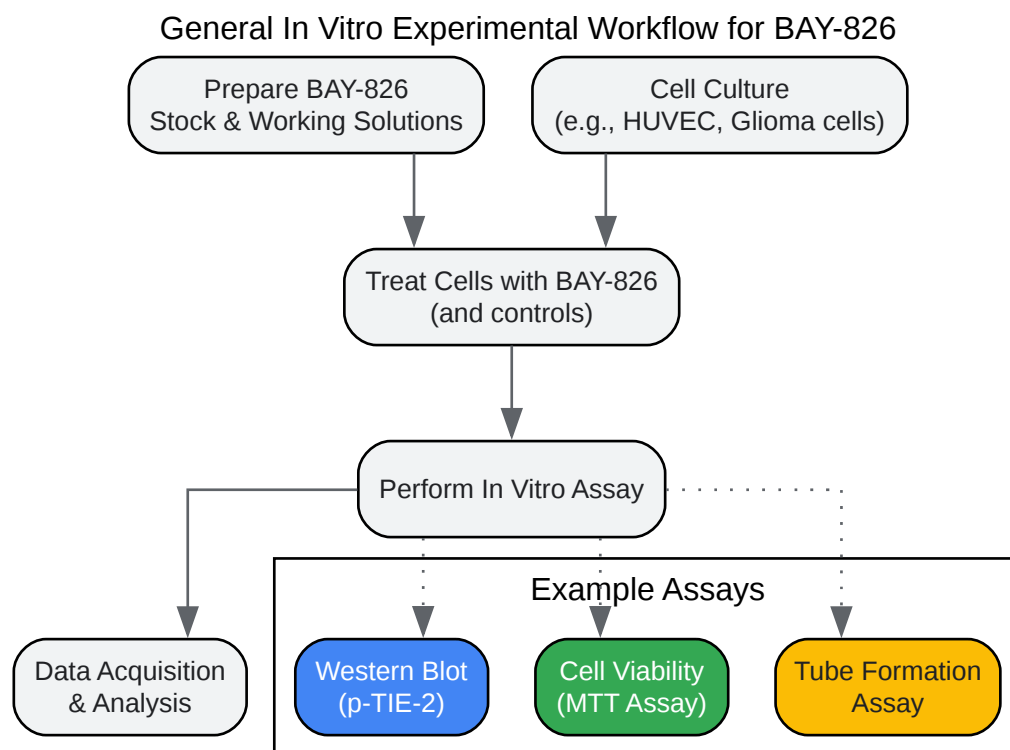 General In Vitro Experimental Workflow for BAY-826
Prepare BAY-826
Stock & Working Solutions
Cell Culture
(e.g., HUVEC, Glioma cells)
Treat Cells with BAY-826
(and controls)
Perform In Vitro Assay
Example Assays
Data Acquisition
& Analysis
Western Blot
(p-TIE-2)
Cell Viability
(MTT Assay)
Tube Formation
Assay